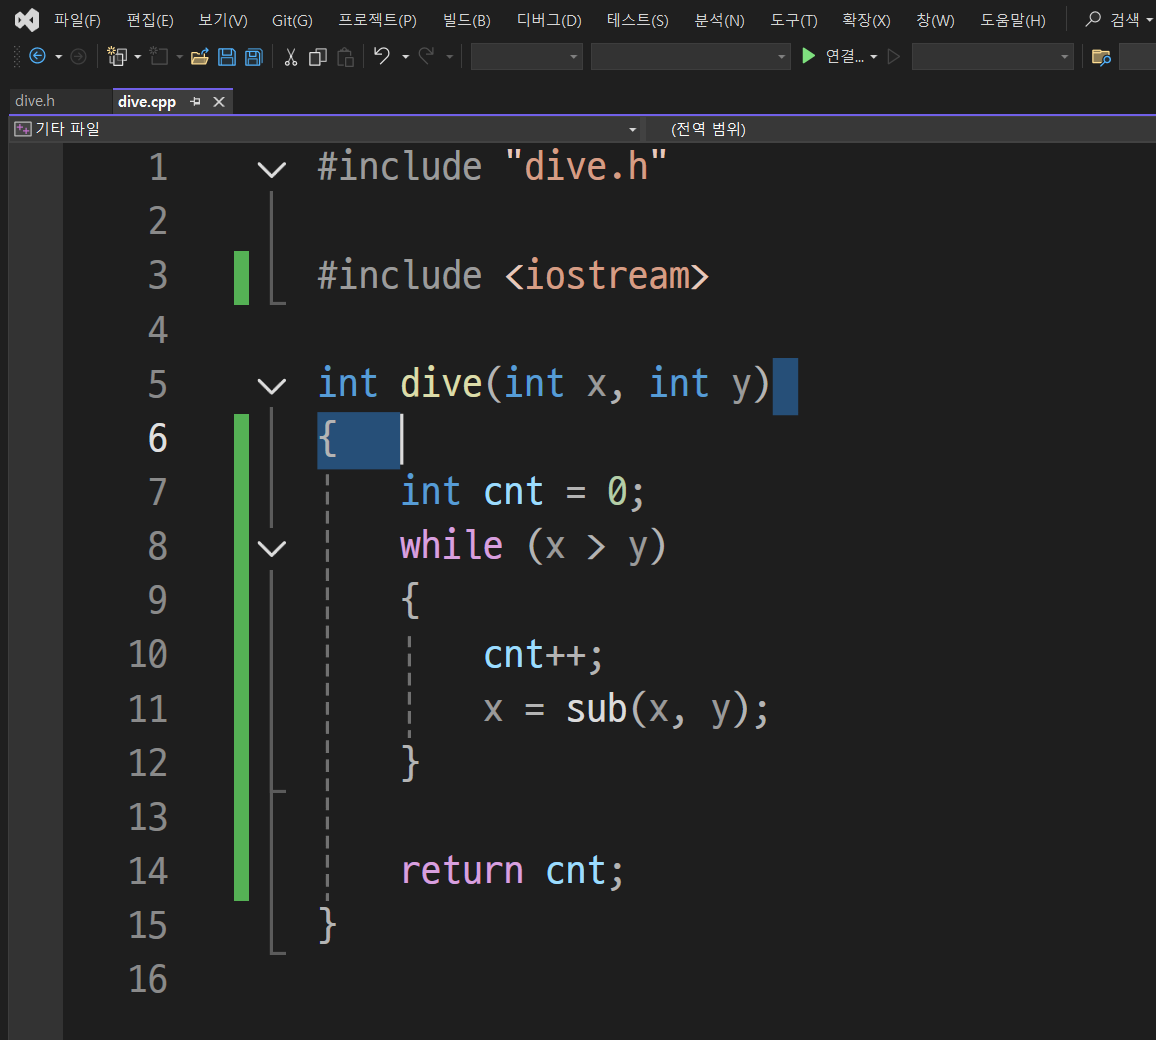 파일(F) 편집(E) 보기(V) Git(G) 프로젝트(P) 빌드(B) 디버그(D) 테스트(S) 분석(N) 도구(T) 확장(X) 창(W) 도움말(H) 검색
연결...
dive.h dive.cpp
기타 파일 (전역 범위)
1 #include "dive.h"
2
3 #include <iostream>
4
5 int dive(int x, int y)
6 {
7 int cnt = 0;
8 while (x > y)
9 {
10 cnt++;
11 x = sub(x, y);
12 }
13
14 return cnt;
15 }
16